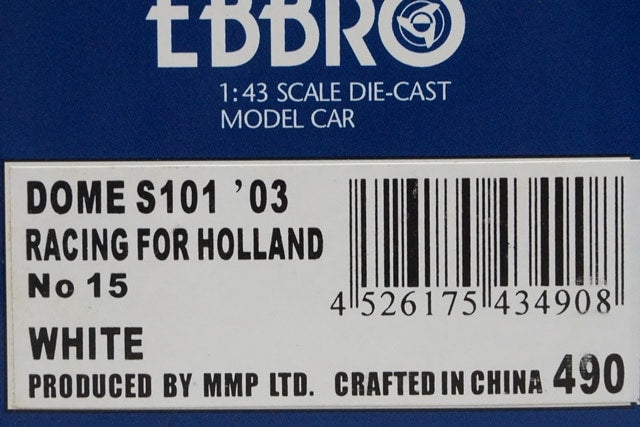 EBBRO
1:43 SCALE DIE-CAST
MODEL CAR
DOME S101 '03
RACING FOR HOLLAND
No 15
4 526175 434908
WHITE
PRODUCED BY MMP LTD. CRAFTED IN CHINA 490